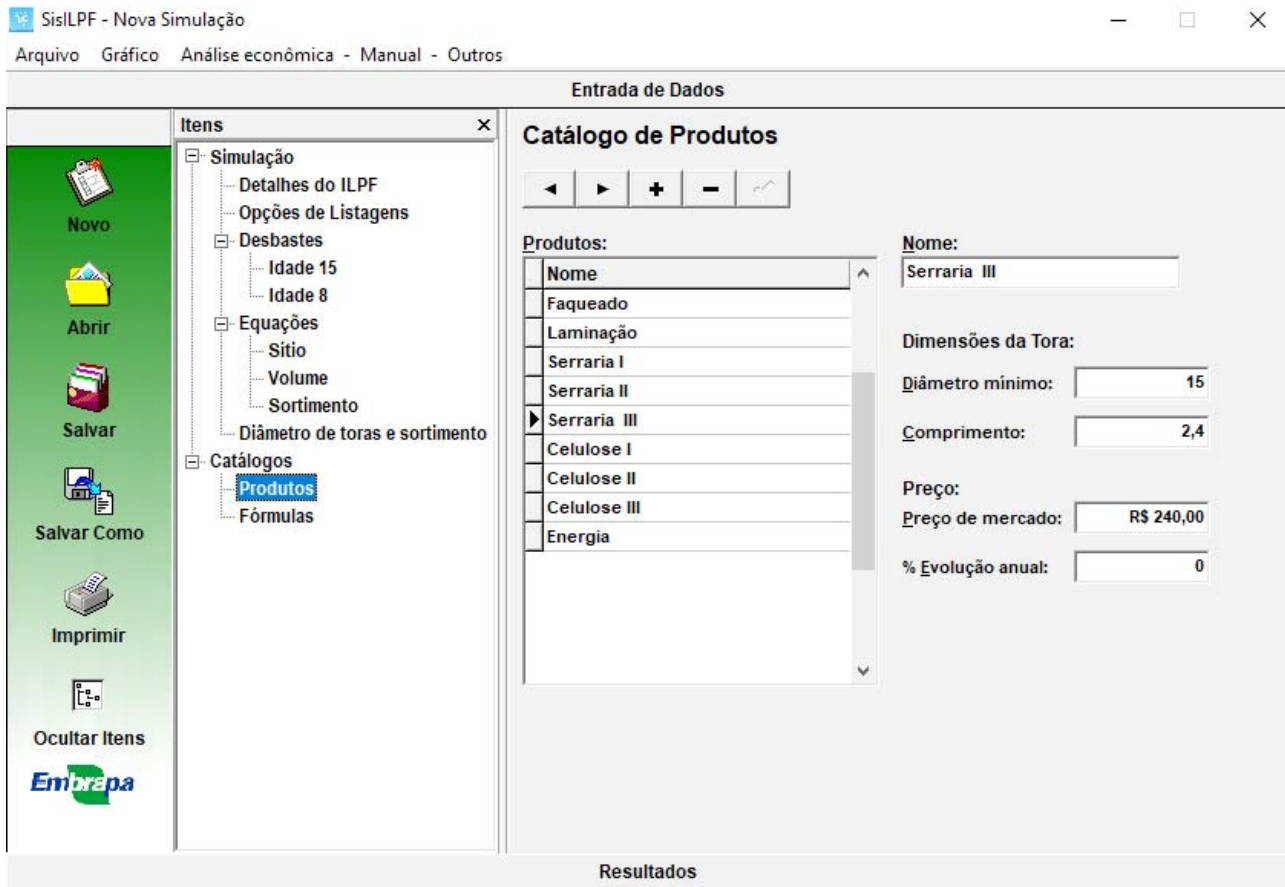 SisILPF - Nova Simulação
Arquivo Gráfico Análise econômica - Manual - Outros
Entrada de Dados
Novo
Abrir
Salvar
Salvar Como
Imprimir
Ocultar Itens
Embrapa
Itens
Simulação
Detalhes do ILPF
Opções de Listagens
Desbastes
Idade 15
Idade 8
Equações
Sítio
Volume
Sortimento
Diâmetro de toras e sortimento
Catálogos
Produtos
Fórmulas
Catálogo de Produtos
Produtos:
Nome
Faqueado
Laminação
Serraria I
Serraria II
Serraria III
Celulose I
Celulose II
Celulose III
Energia
Nome:
Serraria III
Dimensões da Tora:
Diâmetro mínimo: 15
Comprimento: 2,4
Preço:
Preço de mercado: R$ 240,00
% Evolução anual: 0
Resultados